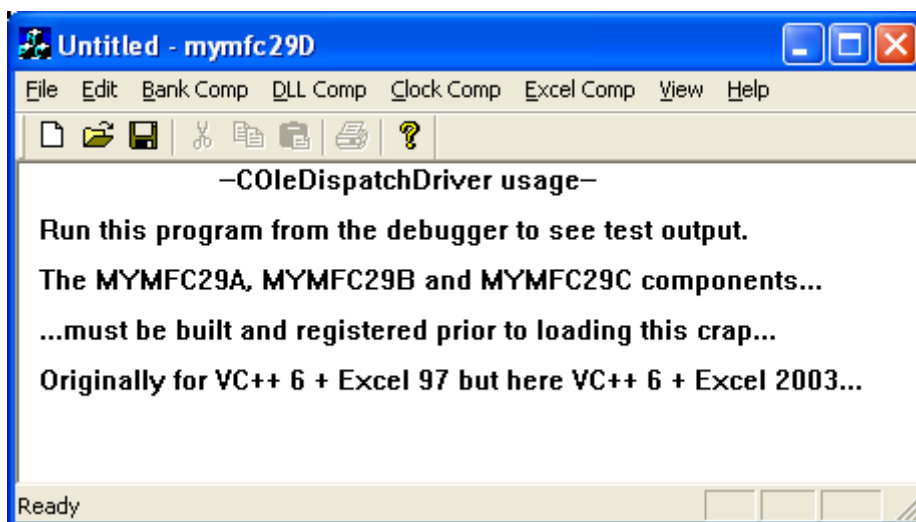 Untitled - mymfc29D
File Edit Bank Comp DLL Comp Clock Comp Excel Comp View Help
–COleDispatchDriver usage–
Run this program from the debugger to see test output.
The MYMFC29A, MYMFC29B and MYMFC29C components...
...must be built and registered prior to loading this crap...
Originally for VC++ 6 + Excel 97 but here VC++ 6 + Excel 2003...
Ready